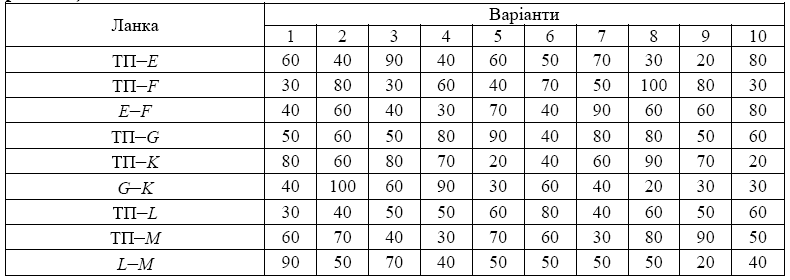 Ланка Варіанти
1 2 3 4 5 6 7 8 9 10
ТП–E 60 40 90 40 60 50 70 30 20 80
ТП–F 30 80 30 60 40 70 50 100 80 30
E–F 40 60 40 30 70 40 90 60 60 80
ТП–G 50 60 50 80 90 40 80 80 50 60
ТП–K 80 60 80 70 20 40 60 90 70 20
G–K 40 100 60 90 30 60 40 20 30 30
ТП–L 30 40 50 50 60 80 40 60 50 60
ТП–M 60 70 40 30 70 60 30 80 90 50
L–M 90 50 70 40 50 50 50 50 20 40